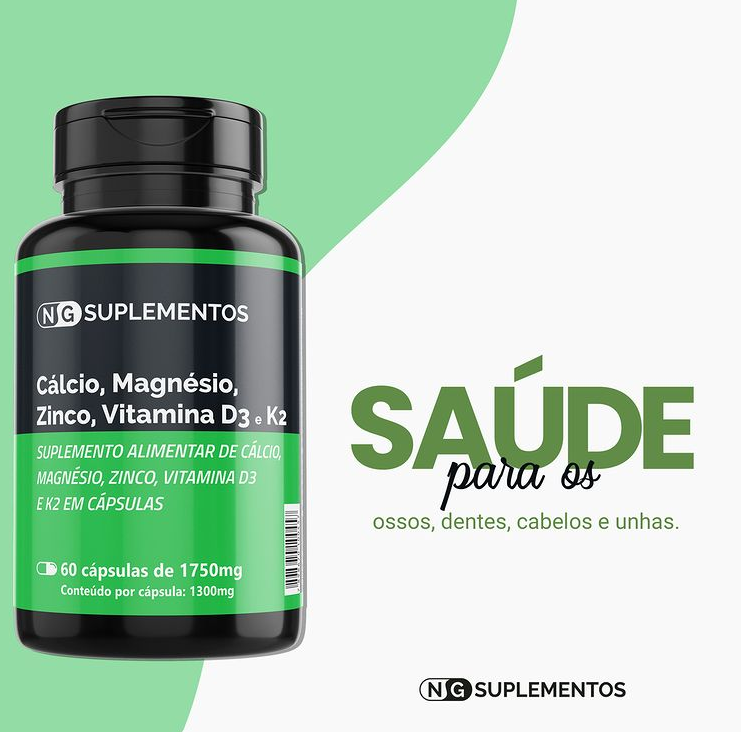 NG SUPLEMENTOS
Cálcio, Magnésio,
Zinco, Vitamina D3 e K2
SUPLEMENTO ALIMENTAR DE CÁLCIO,
MAGNÉSIO, ZINCO, VITAMINA D3
E K2 EM CÁPSULAS
60 cápsulas de 1750mg
Conteúdo por cápsula: 1300mg
SAÚDE
para os
ossos, dentes, cabelos e unhas.
NG SUPLEMENTOS